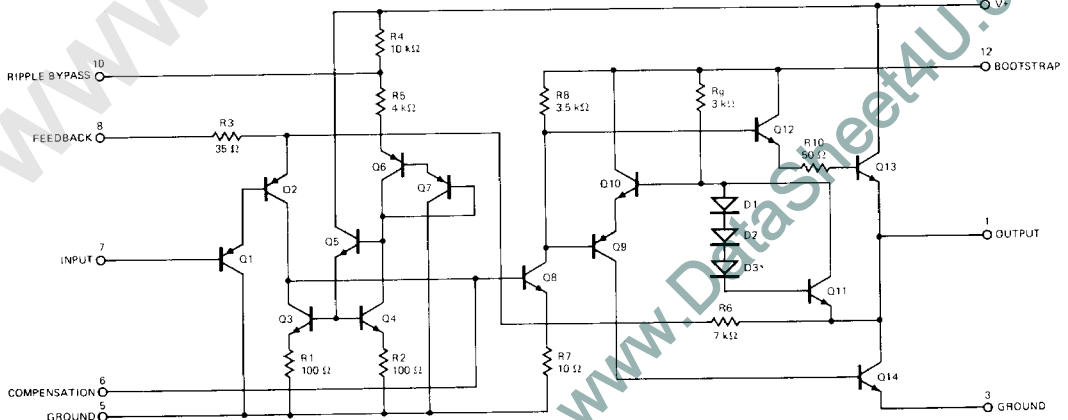 V+
R4
10 kΩ
10
RIPPLE BYPASS
12
BOOTSTRAP
R5
4 kΩ
R8
3.5 kΩ
R9
3 kΩ
8
FEEDBACK
R3
35 Ω
Q12
R10
50 Ω
Q13
Q6
Q7
Q2
Q10
D1
D2
D3
1
OUTPUT
7
INPUT
Q1
Q5
Q9
Q8
Q11
Q3
Q4
R6
7 kΩ
R1
100 Ω
R2
100 Ω
R7
10 Ω
Q14
6
COMPENSATION
5
GROUND
3
GROUND
www.DataSheet4U.c
www